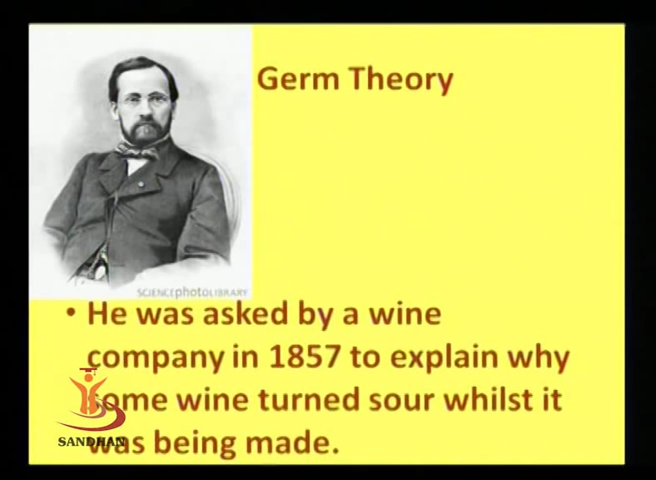 Germ Theory
SCIENCEphotoLIBRARY
• He was asked by a wine
company in 1857 to explain why
some wine turned sour whilst it
was being made.
SANDHAN